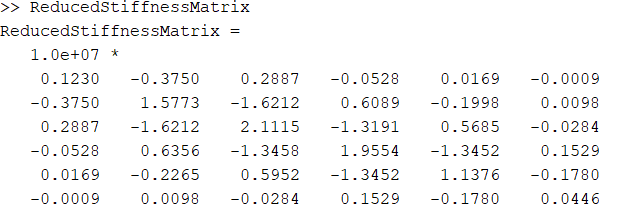 >> ReducedStiffnessMatrix
ReducedStiffnessMatrix =
1.0e+07 *
0.1230 -0.3750 0.2887 -0.0528 0.0169 -0.0009
-0.3750 1.5773 -1.6212 0.6089 -0.1998 0.0098
0.2887 -1.6212 2.1115 -1.3191 0.5685 -0.0284
-0.0528 0.6356 -1.3458 1.9554 -1.3452 0.1529
0.0169 -0.2265 0.5952 -1.3452 1.1376 -0.1780
-0.0009 0.0098 -0.0284 0.1529 -0.1780 0.0446